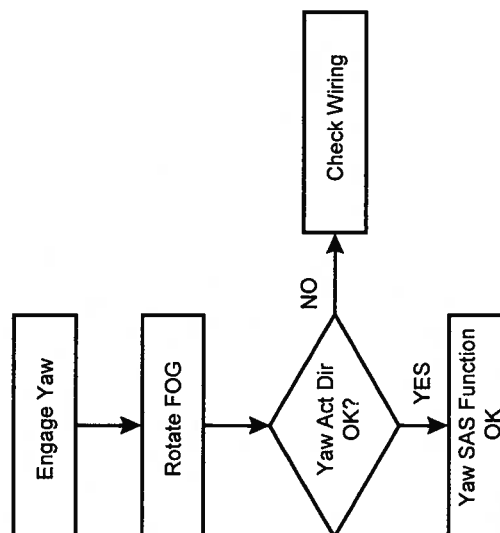 Engage Yaw
Rotate FOG
Yaw Act Dir
OK?
NO
Check Wiring
YES
Yaw SAS Function
OK